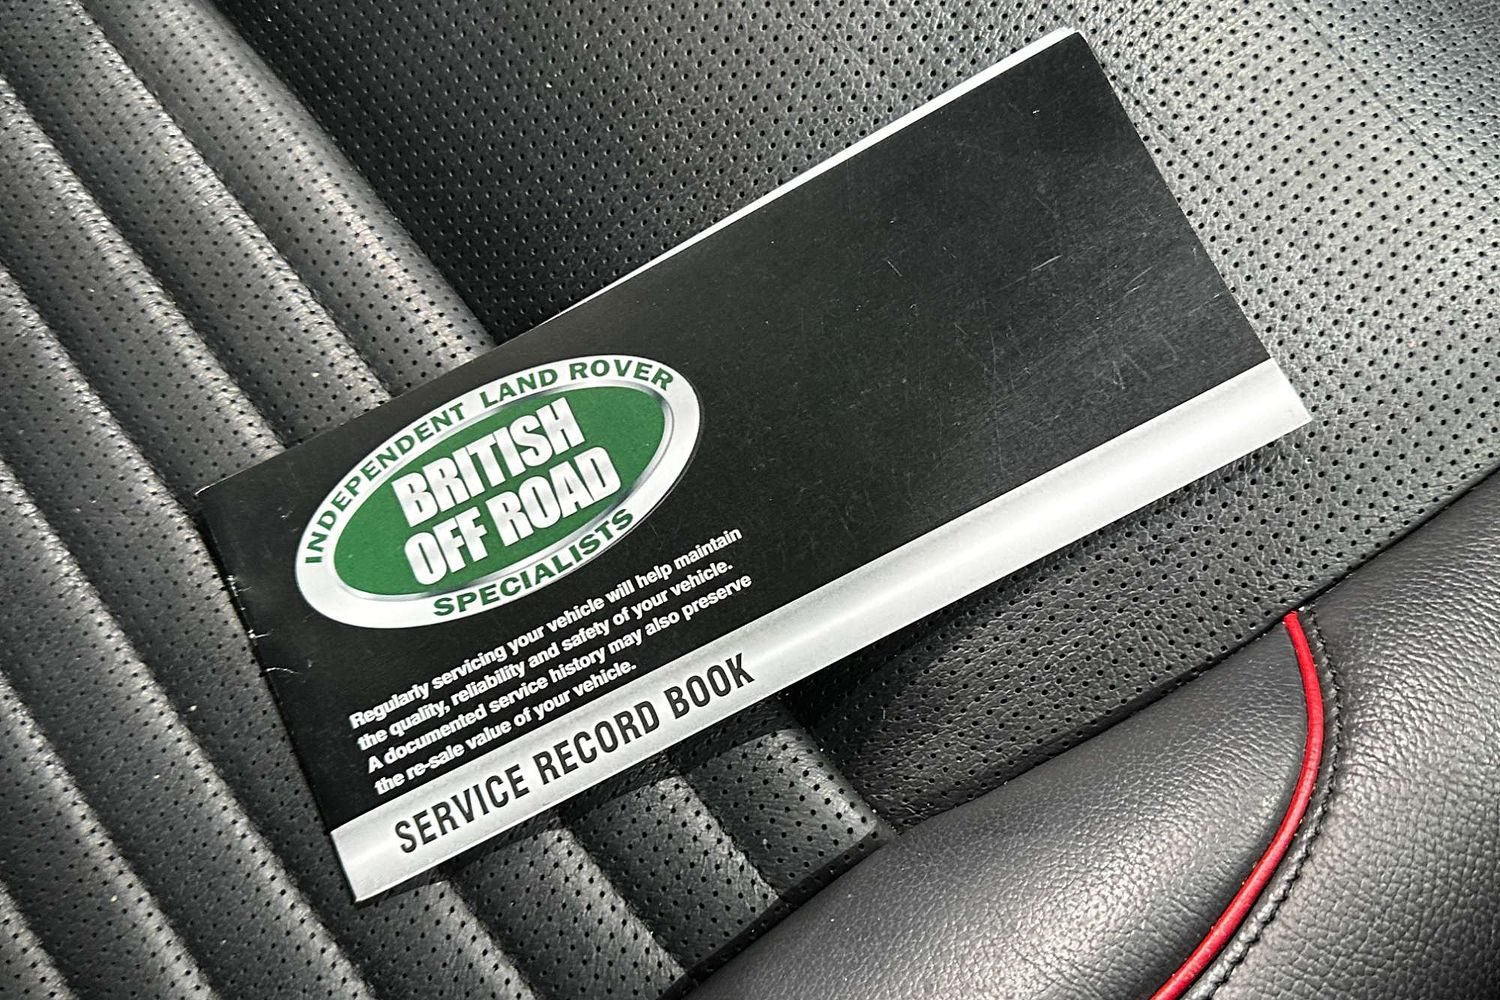 INDEPENDENT LAND ROVER
BRITISH
OFF ROAD
SPECIALISTS
Regularly servicing your vehicle will help maintain
the quality, reliability and safety of your vehicle.
A documented service history may also preserve
the re-sale value of your vehicle.
SERVICE RECORD BOOK